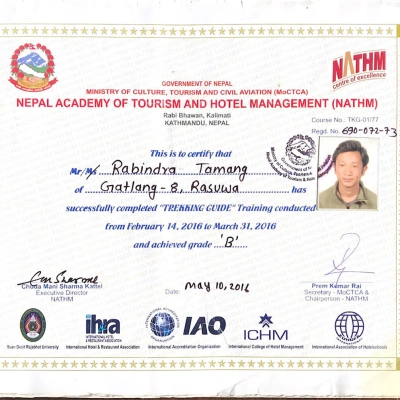 NATHM
centre of excellence
GOVERNMENT OF NEPAL
MINISTRY OF CULTURE, TOURISM AND CIVIL AVIATION (MoCTCA)
NEPAL ACADEMY OF TOURISM AND HOTEL MANAGEMENT (NATHM)
Rabi Bhawan, Kalimati
KATHMANDU, NEPAL
Course No.: TKG-01/77
Regd. No. 690-072-73
This is to certify that
Mr/Ms Rabindra Tamang
of Gatlang-8, Rasuwa has
successfully completed "TREKKING GUIDE" Training conducted
from February 14, 2016 to March 31, 2016
and achieved grade 'B'
Chuda Mani Sharma Kattel
Executive Director
NATHM
Date: May 10, 2016
Prem Kumar Rai
Secretary - MoCTCA &
Chairperson - NATHM
ih&ra
IAO
ICHM
Suan Dusit Rajabhat University
International Hotel & Restaurant Association
International Accreditation Organization
International College of Hotel Management
International Association of Hotelschools